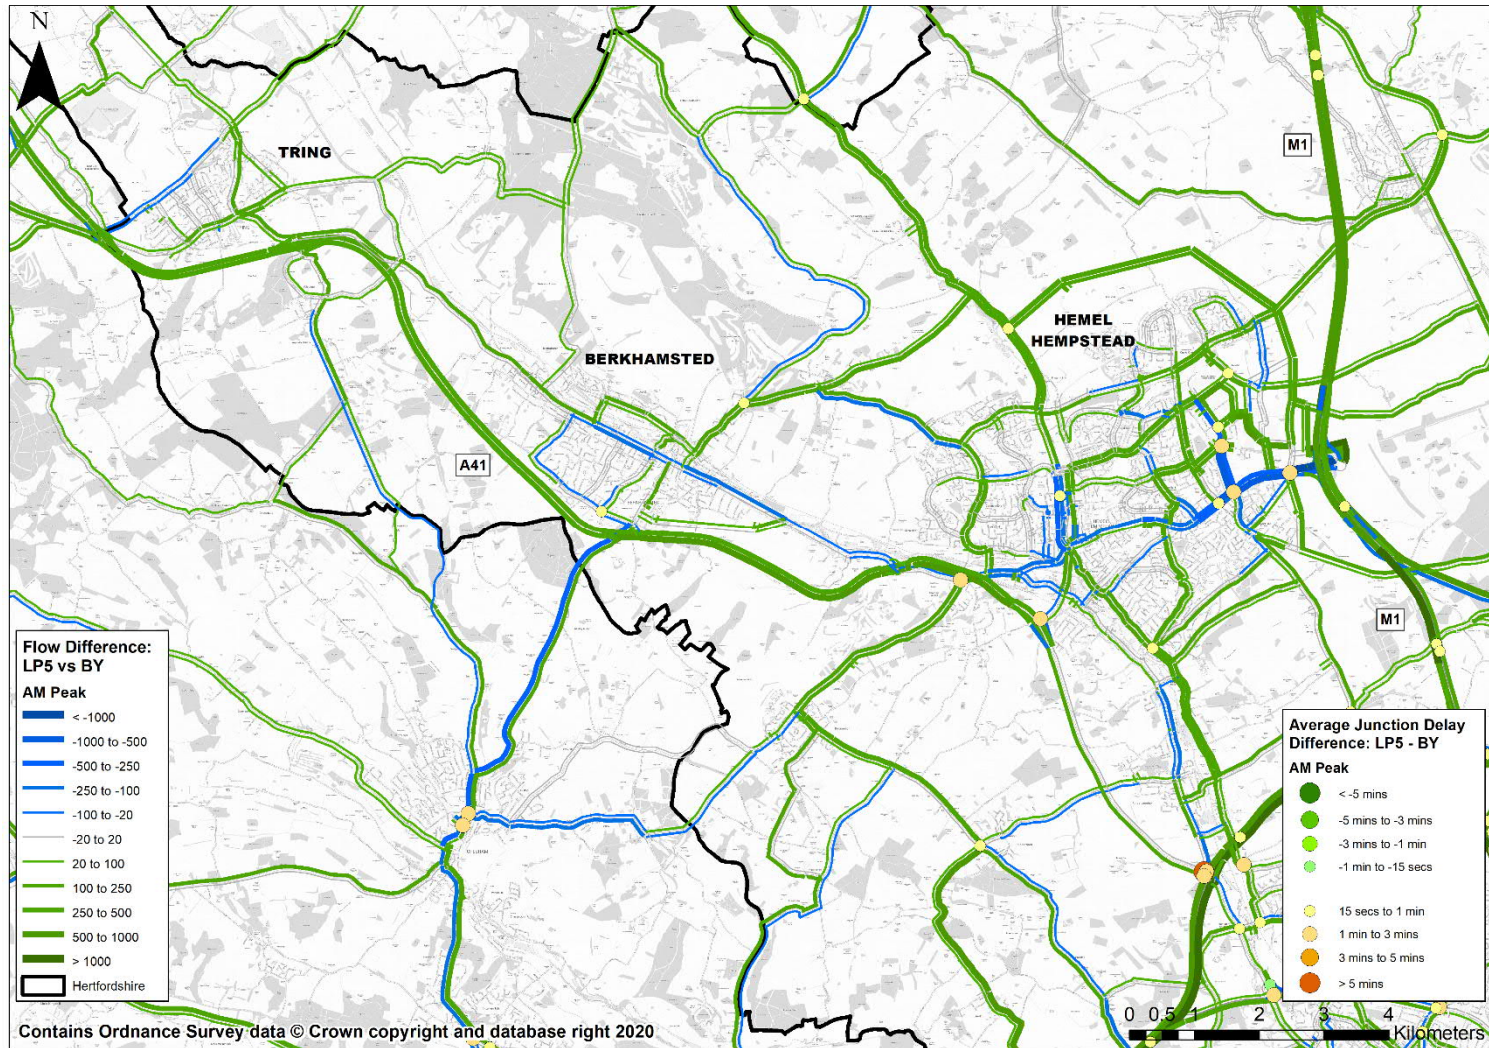 N
TRING
M1
BERKHAMSTED
HEMEL
HEMPSTEAD
A41
M1
Flow Difference:
LP5 vs BY
AM Peak
< -1000
-1000 to -500
-500 to -250
-250 to -100
-100 to -20
-20 to 20
20 to 100
100 to 250
250 to 500
500 to 1000
> 1000
Hertfordshire
Average Junction Delay
Difference: LP5 - BY
AM Peak
< -5 mins
-5 mins to -3 mins
-3 mins to -1 min
-1 min to -15 secs
15 secs to 1 min
1 min to 3 mins
3 mins to 5 mins
> 5 mins
Contains Ordnance Survey data © Crown copyright and database right 2020
0 0.5 1 2 3 4
Kilometers